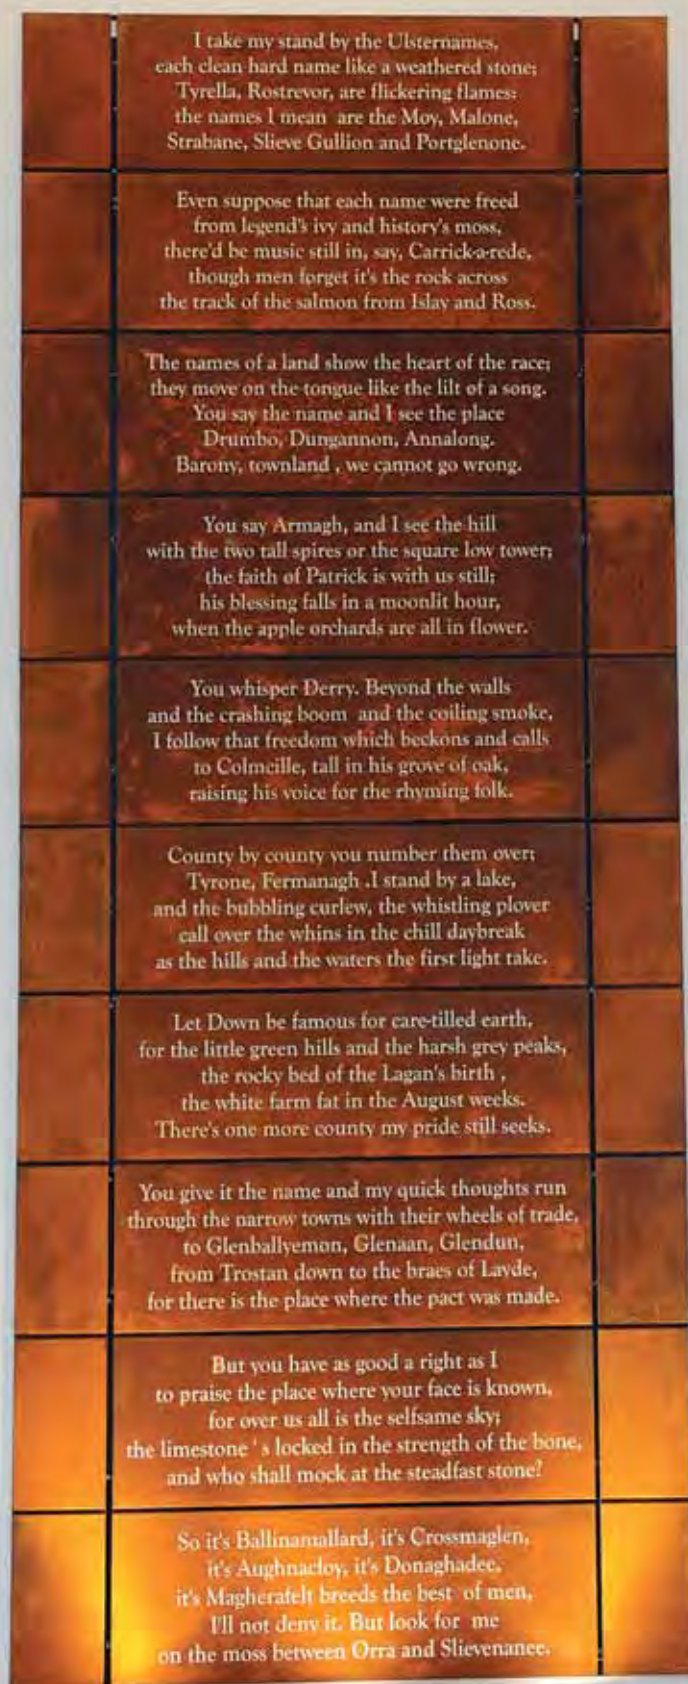 I take my stand by the Ulsternames,
each clean hard name like a weathered stone;
Tyrella, Rostrevor, are flickering flames:
the names I mean are the Moy, Malone,
Strabane, Slieve Gullion and Portglenone.
Even suppose that each name were freed
from legend's ivy and history's moss,
there'd be music still in, say, Carrick-a-rede,
though men forget it's the rock across
the track of the salmon from Islay and Ross.
The names of a land show the heart of the race;
they move on the tongue like the lilt of a song.
You say the name and I see the place
Drumbo, Dungannon, Annalong.
Barony, townland , we cannot go wrong.
You say Armagh, and I see the hill
with the two tall spires or the square low tower;
the faith of Patrick is with us still;
his blessing falls in a moonlit hour,
when the apple orchards are all in flower.
You whisper Derry. Beyond the walls
and the crashing boom and the coiling smoke,
I follow that freedom which beckons and calls
to Colmcille, tall in his grove of oak,
raising his voice for the rhyming folk.
County by county you number them over;
Tyrone, Fermanagh .I stand by a lake,
and the bubbling curlew, the whistling plover
call over the whins in the chill daybreak
as the hills and the waters the first light take.
Let Down be famous for care-tilled earth,
for the little green hills and the harsh grey peaks,
the rocky bed of the Lagan's birth ,
the white farm fat in the August weeks.
There's one more county my pride still seeks.
You give it the name and my quick thoughts run
through the narrow towns with their wheels of trade,
to Glenballyemon, Glenaan, Glendun,
from Trostan down to the braes of Layde,
for there is the place where the pact was made.
But you have as good a right as I
to praise the place where your face is known,
for over us all is the selfsame sky;
the limestone ' s locked in the strength of the bone,
and who shall mock at the steadfast stone?
So it's Ballinamallard, it's Crossmaglen,
it's Aughnacloy, it's Donaghadee,
it's Magherafelt breeds the best of men,
I'll not deny it. But look for me
on the moss between Orra and Slievenanee.